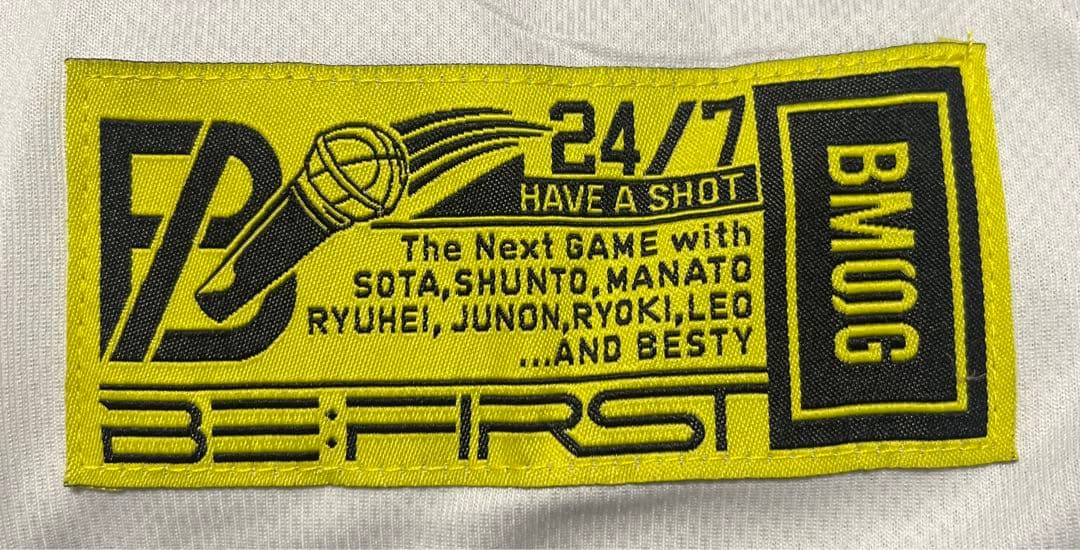 24/7
HAVE A SHOT
The Next GAME with
SOTA,SHUNTO,MANATO
RYUHEI, JUNON,RYOKI,LEO
...AND BESTY
BE:FIRST
BMΩG